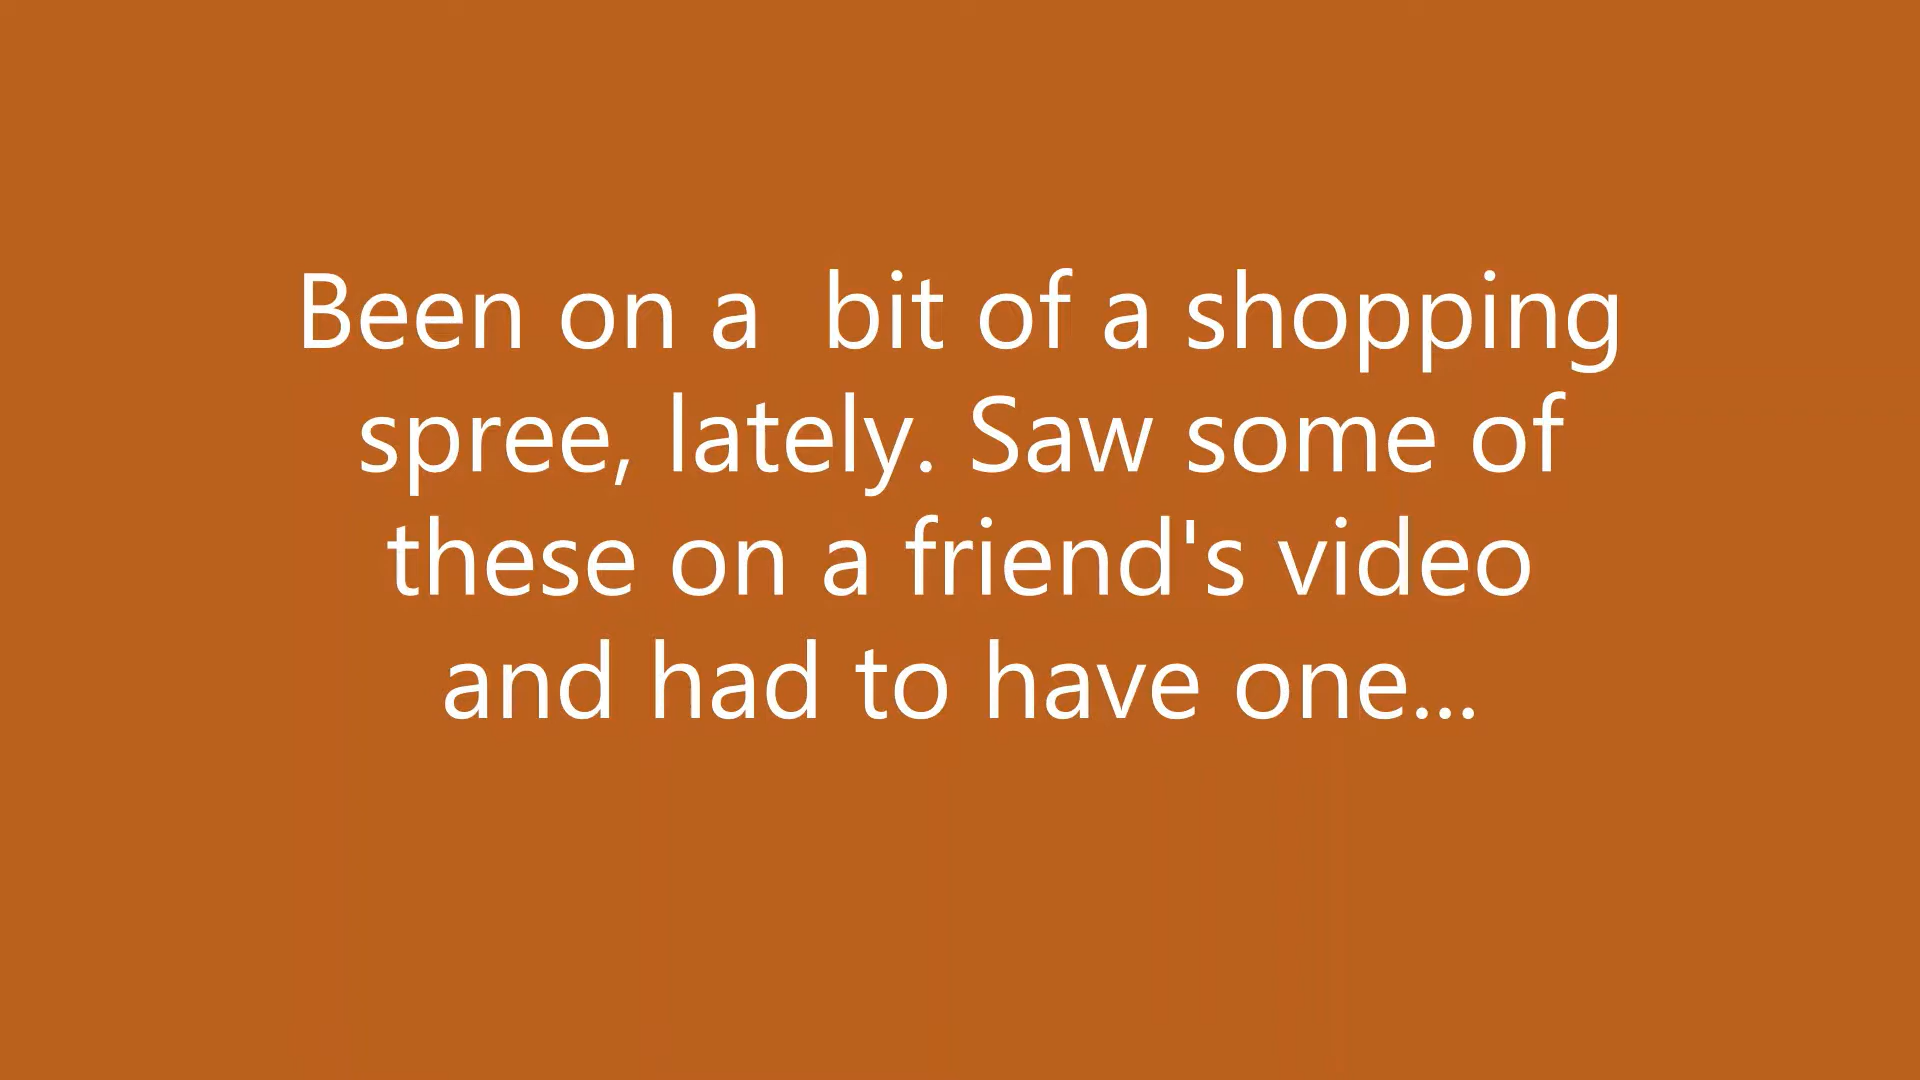 Been on a  bit of a shopping
spree, lately. Saw some of
these on a friend's video
and had to have one...